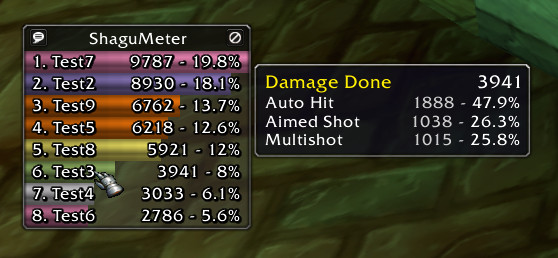 ShaguMeter
1. Test7 9787 - 19.8%
2. Test2 8930 - 18.1%
3. Test9 6762 - 13.7%
4. Test5 6218 - 12.6%
5. Test8 5921 - 12%
6. Test3 3941 - 8%
7. Test4 3033 - 6.1%
8. Test6 2786 - 5.6%
Damage Done 3941
Auto Hit 1888 - 47.9%
Aimed Shot 1038 - 26.3%
Multishot 1015 - 25.8%